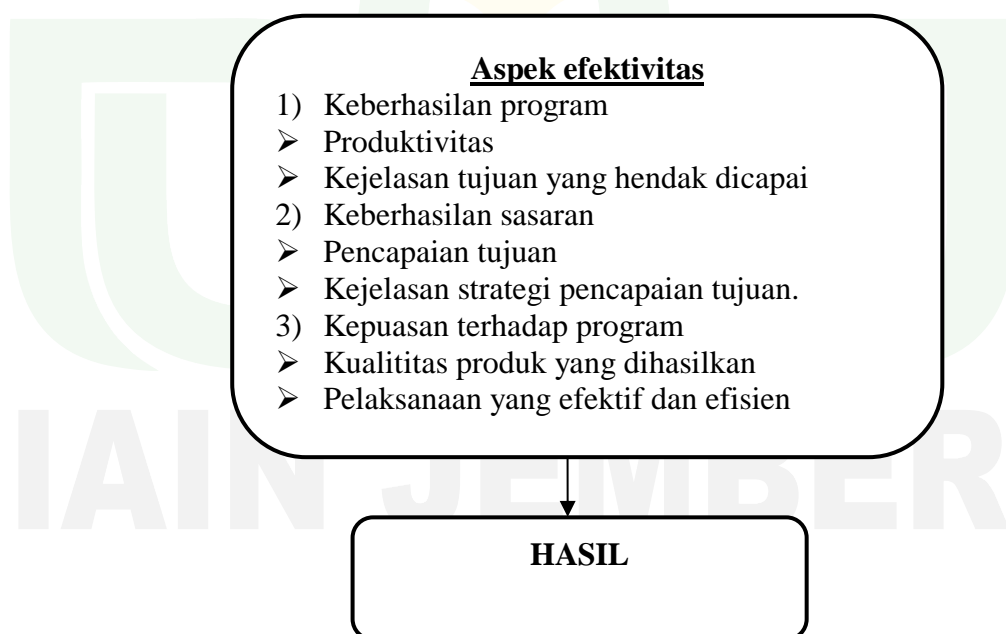 Aspek efektivitas
1) Keberhasilan program
➢ Produktivitas
➢ Kejelasan tujuan yang hendak dicapai
2) Keberhasilan sasaran
➢ Pencapaian tujuan
➢ Kejelasan strategi pencapaian tujuan.
3) Kepuasan terhadap program
➢ Kualititas produk yang dihasilkan
➢ Pelaksanaan yang efektif dan efisien
IAIN JEMBER
HASIL